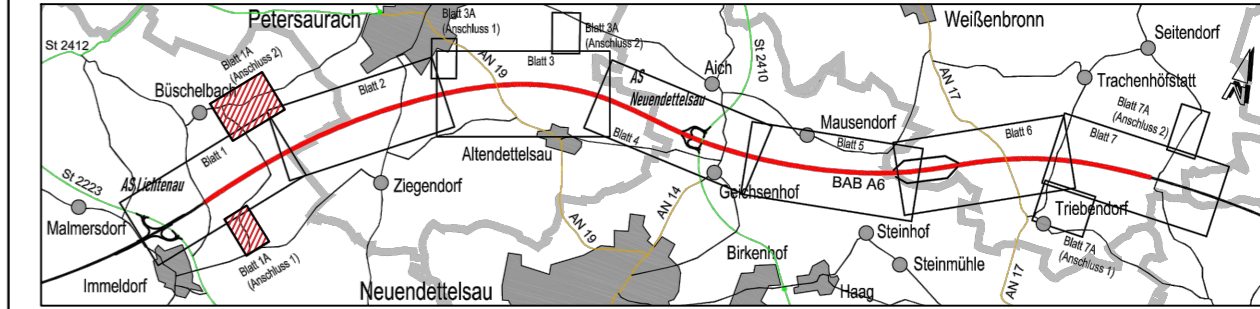 Petersaurach
Blatt 3A
(Anschluss 1)
Blatt 3A
(Anschluss 2)
Weißenbronn
Seitendorf
St 2412
Blatt 1A
(Anschluss 2)
Büschelbach
Blatt 2
AN 19
Blatt 3
AS
Neuendettelsau
Aich
St 2410
AN 17
Trachenhöfstatt
Blatt 7A
(Anschluss 2)
Blatt 1
AS Lichtenau
St 2223
Malmersdorf
Ziegendorf
Altendettelsau
Blatt 4
Mausendorf
Blatt 5
Blatt 6
Blatt 7
BAB A6
Geichsenhof
AN 14
AN 19
Triebendorf
Blatt 7A
(Anschluss 1)
Blatt 1A
(Anschluss 1)
Immeldorf
Neuendettelsau
Birkenhof
Steinhof
Steinmühle
Haag
AN 17
N